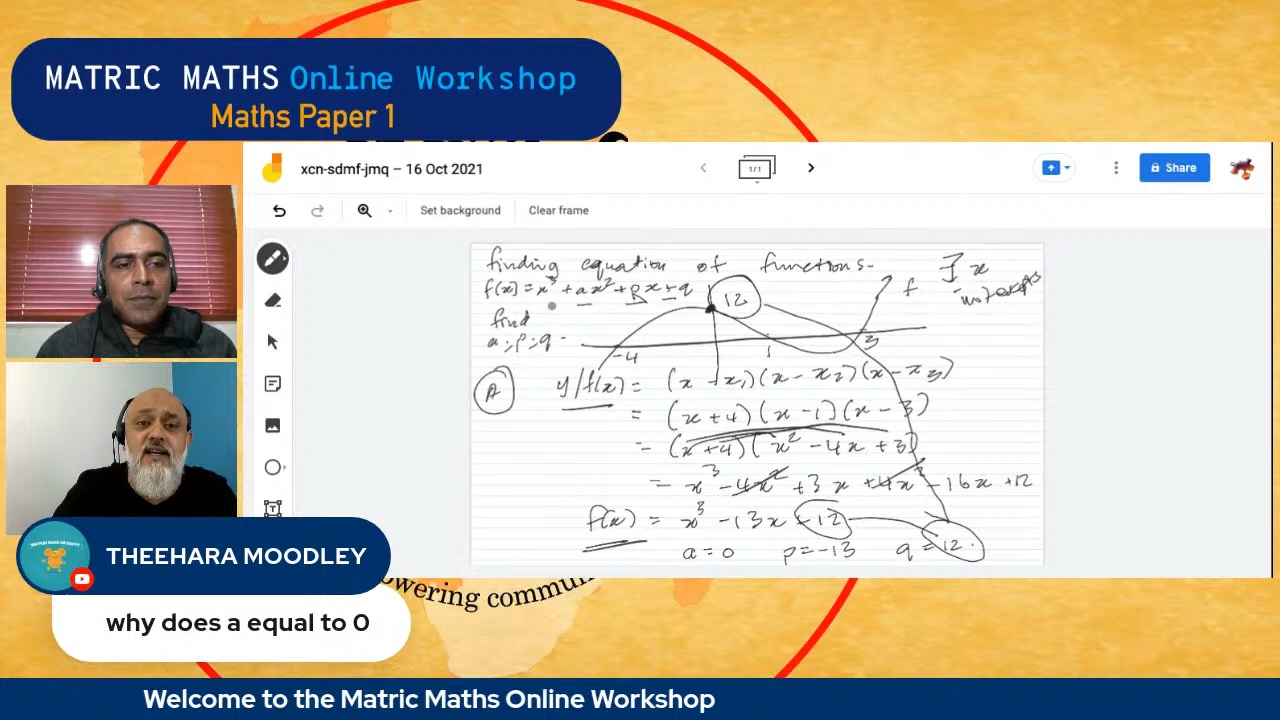 MATRIC MATHS Online Workshop
Maths Paper 1
xcn-sdmf-jmq – 16 Oct 2021
1/1
Share
Set background
Clear frame
finding equation of functions-
f(x) = x³ + ax² + px + q
find
a ; p ; q -
12
f
} x
-intercepts
-4
1
3
A
y/f(x) = (x - x₁)(x - x₂)(x - x₃)
= (x+4)(x-1)(x-3)
= (x+4)(x² - 4x + 3)
= x³ - 4x² + 3x + 4x² - 16x + 12
f(x) = x³ - 13x + 12
a = 0 p = -13 q = 12.
THEEHARA MOODLEY
why does a equal to 0
Welcome to the Matric Maths Online Workshop